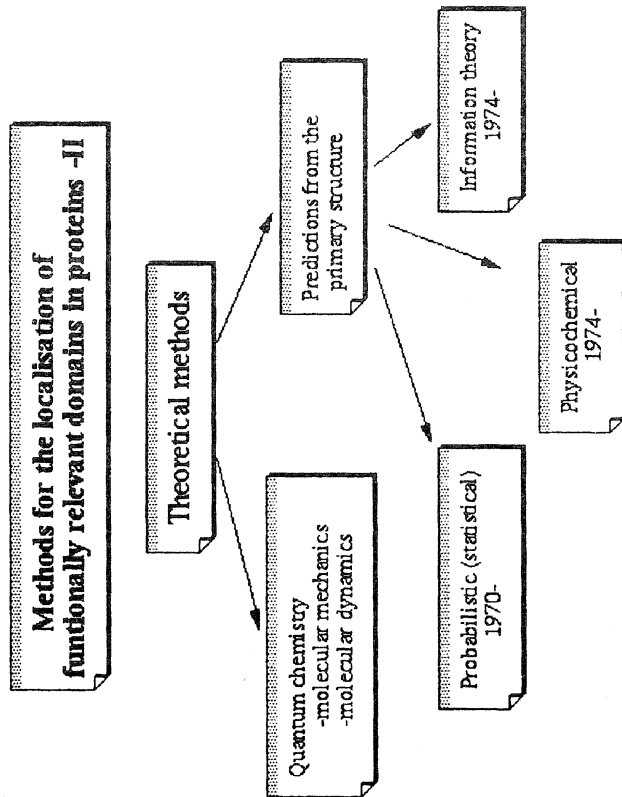 Methods for the localisation of
funtionally relevant domains in proteins -II
Theoretical methods
Quantum chemistry
-molecular mechanics
-molecular dynamics
Predictions from the
primary structure
Probabilistic (statistical)
1970-
Physicochemical
1974-
Information theory
1974-